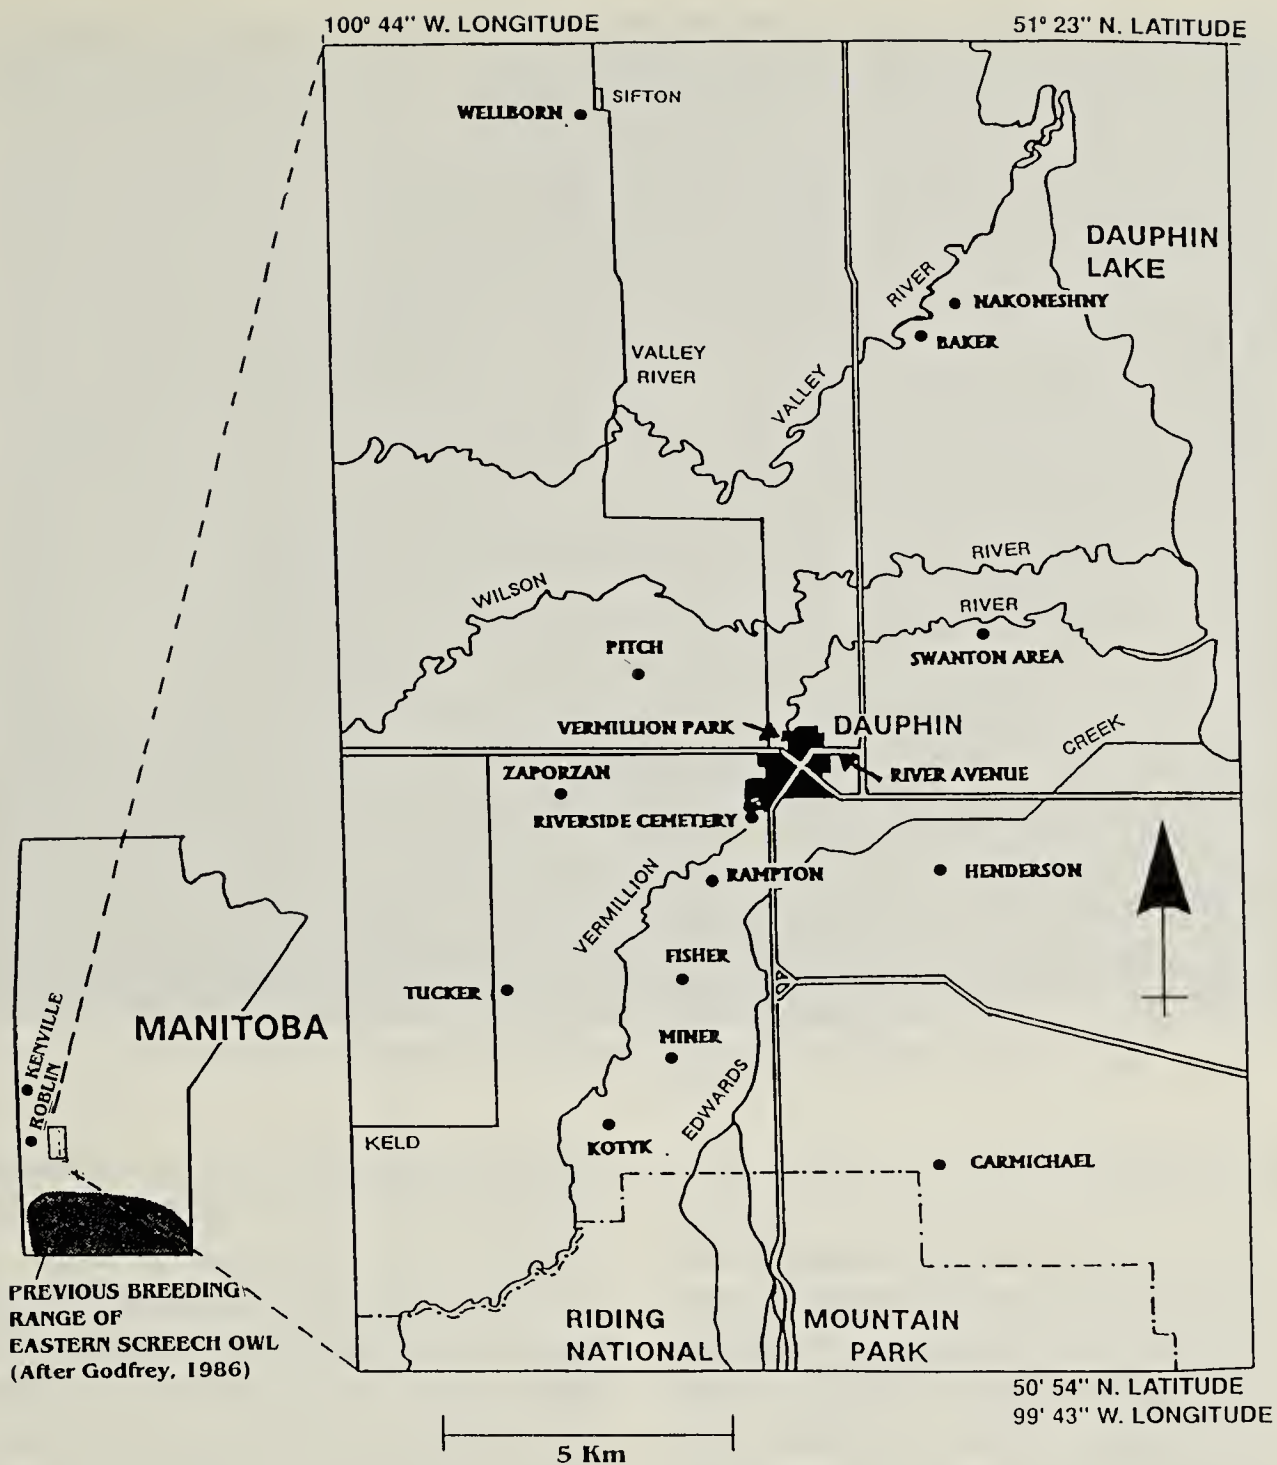 100° 44" W. LONGITUDE
51° 23" N. LATITUDE
SIFTON
WELLBORN
DAUPHIN
LAKE
RIVER
NAKONESHNY
BAKER
VALLEY
RIVER
VALLEY
RIVER
WILSON
RIVER
PITCH
SWANTON AREA
VERMILLION PARK
DAUPHIN
CREEK
ZAPORZAN
RIVER AVENUE
RIVERSIDE CEMETERY
VERMILLION
RAMPTON
HENDERSON
FISHER
TUCKER
MANITOBA
KENVILLE
ROBLIN
MINER
EDWARDS
KELD
KOTYK
CARMICHAEL
PREVIOUS BREEDING
RANGE OF
EASTERN SCREECH OWL
(After Godfrey, 1986)
RIDING
NATIONAL
MOUNTAIN
PARK
50' 54" N. LATITUDE
99' 43" W. LONGITUDE
5 Km